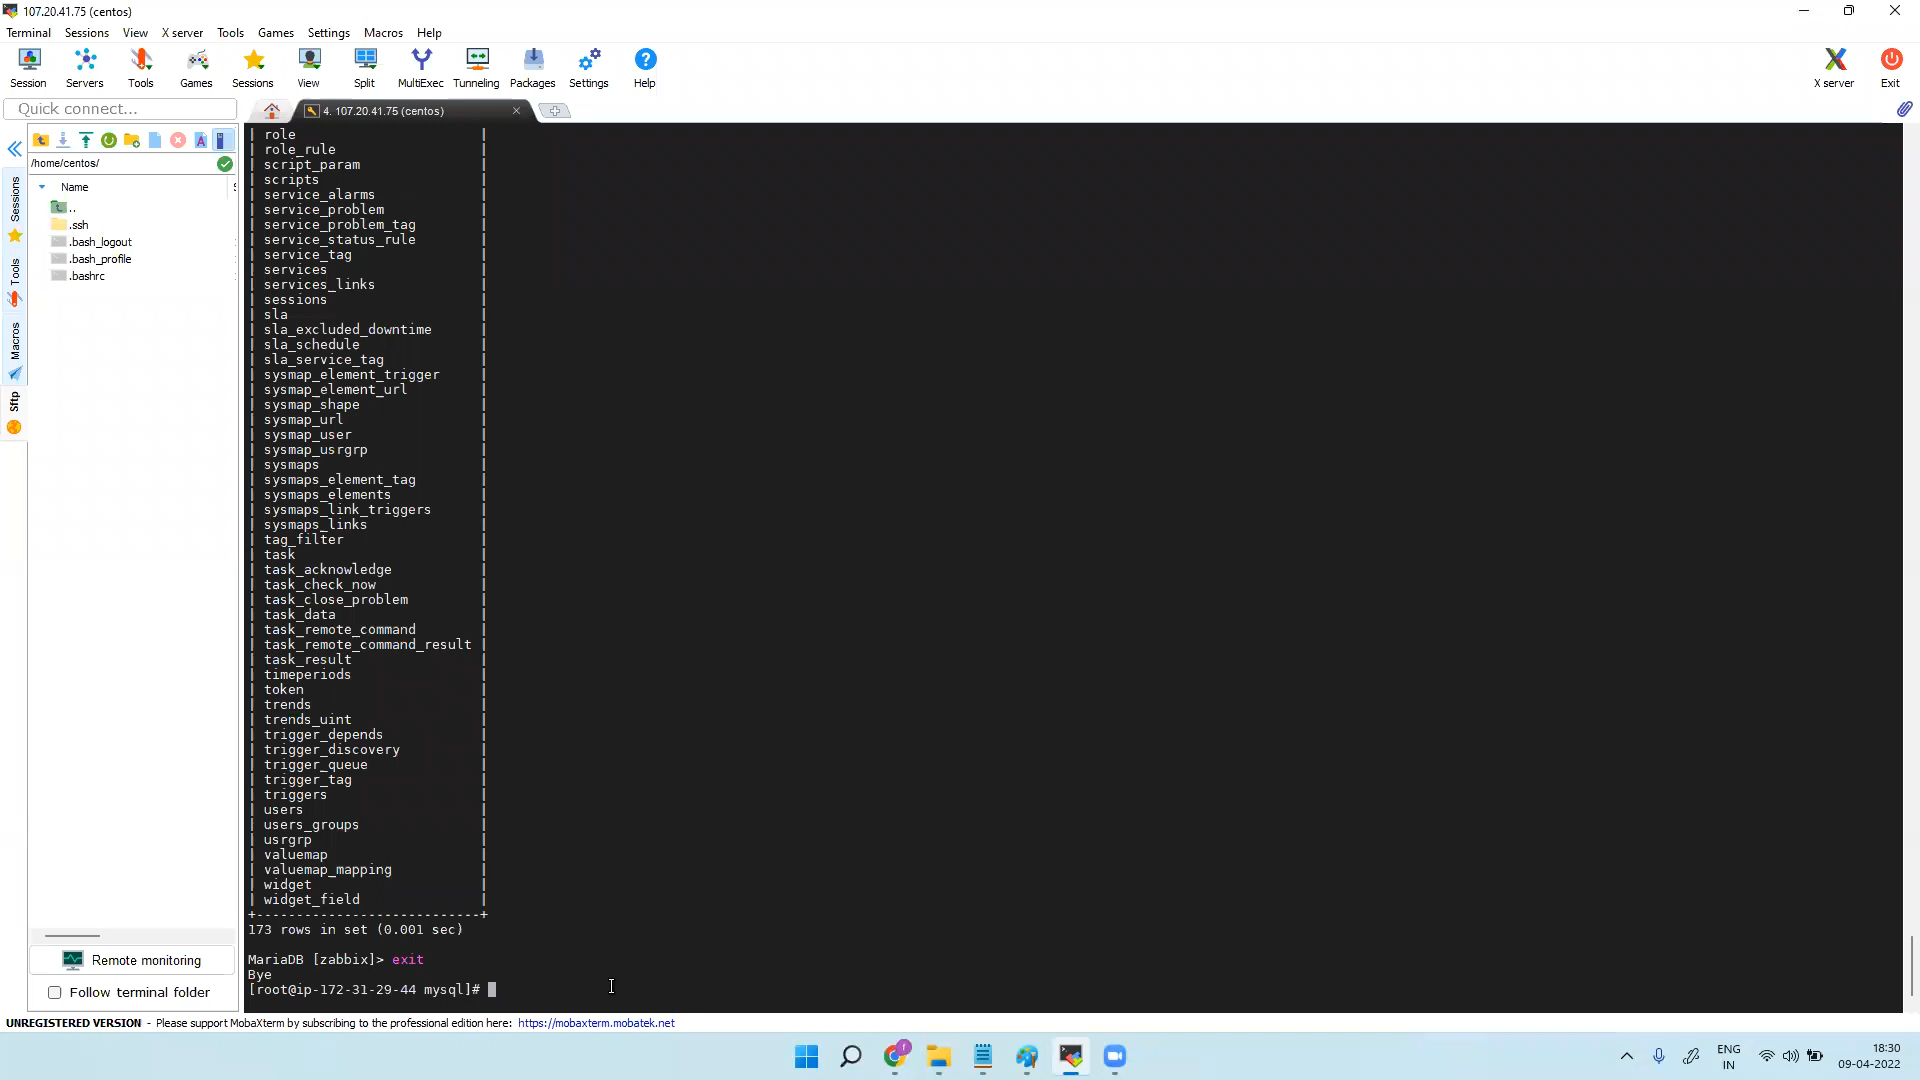 107.20.41.75 (centos)
Terminal Sessions View X server Tools Games Settings Macros Help
Session Servers Tools Games Sessions View Split MultiExec Tunneling Packages Settings Help X server Exit
Quick connect...
4. 107.20.41.75 (centos)
/home/centos/
Name
..
.ssh
.bash_logout
.bash_profile
.bashrc
Sessions
Tools
Macros
Sftp
| role |
| role_rule |
| script_param |
| scripts |
| service_alarms |
| service_problem |
| service_problem_tag |
| service_status_rule |
| service_tag |
| services |
| services_links |
| sessions |
| sla |
| sla_excluded_downtime |
| sla_schedule |
| sla_service_tag |
| sysmap_element_trigger |
| sysmap_element_url |
| sysmap_shape |
| sysmap_url |
| sysmap_user |
| sysmap_usrgrp |
| sysmaps |
| sysmaps_element_tag |
| sysmaps_elements |
| sysmaps_link_triggers |
| sysmaps_links |
| tag_filter |
| task |
| task_acknowledge |
| task_check_now |
| task_close_problem |
| task_data |
| task_remote_command |
| task_remote_command_result |
| task_result |
| timeperiods |
| token |
| trends |
| trends_uint |
| trigger_depends |
| trigger_discovery |
| trigger_queue |
| trigger_tag |
| triggers |
| users |
| users_groups |
| usrgrp |
| valuemap |
| valuemap_mapping |
| widget |
| widget_field |
+----------------------------+
173 rows in set (0.001 sec)
MariaDB [zabbix]> exit
Bye
[root@ip-172-31-29-44 mysql]#
Remote monitoring
Follow terminal folder
UNREGISTERED VERSION - Please support MobaXterm by subscribing to the professional edition here: https://mobaxterm.mobatek.net
ENG
IN
18:30
09-04-2022